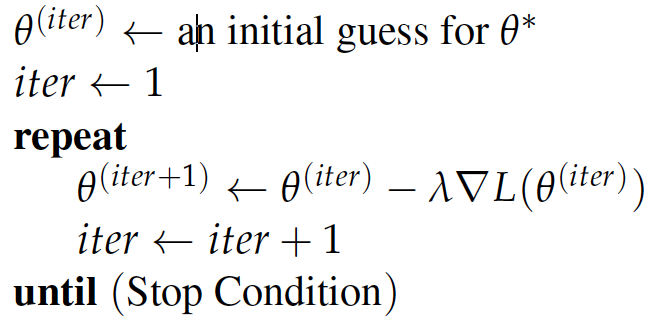 θ^(iter) ← an initial guess for θ*
iter ← 1
repeat
θ^(iter+1) ← θ^(iter) − λ∇L(θ^(iter))
iter ← iter + 1
until (Stop Condition)